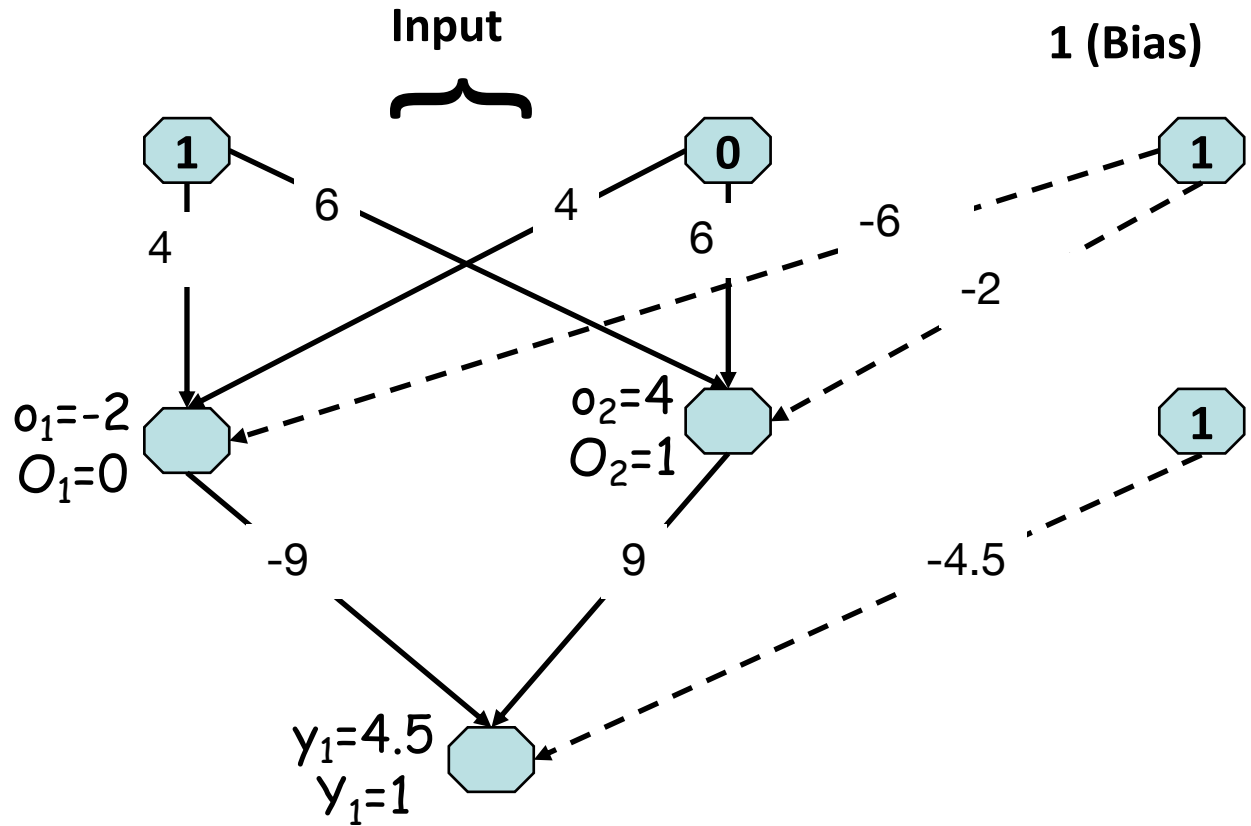 Input
1 (Bias)
1
0
1
6
4
-6
4
6
-2
o₁=-2
O₁=0
o₂=4
O₂=1
1
-9
9
-4.5
y₁=4.5
Y₁=1